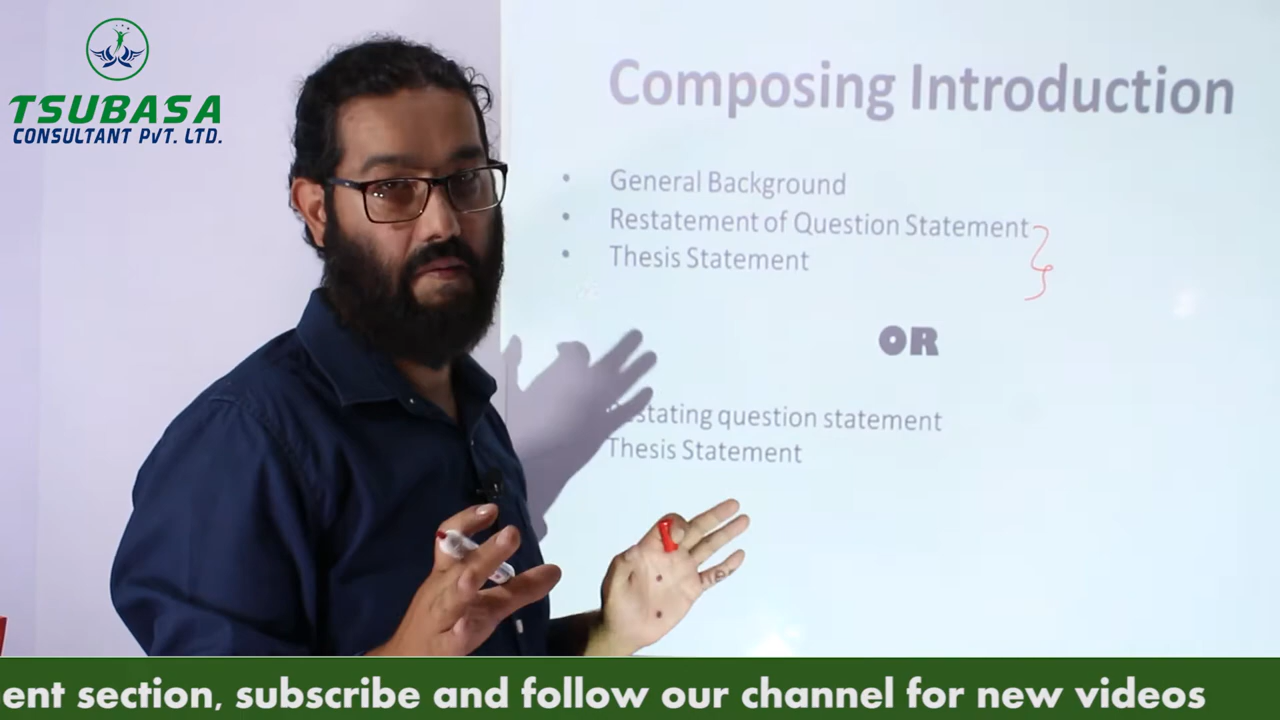 TSUBASA
CONSULTANT PVT. LTD.
Composing Introduction
• General Background
• Restatement of Question Statement
• Thesis Statement
OR
stating question statement
Thesis Statement
ent section, subscribe and follow our channel for new videos